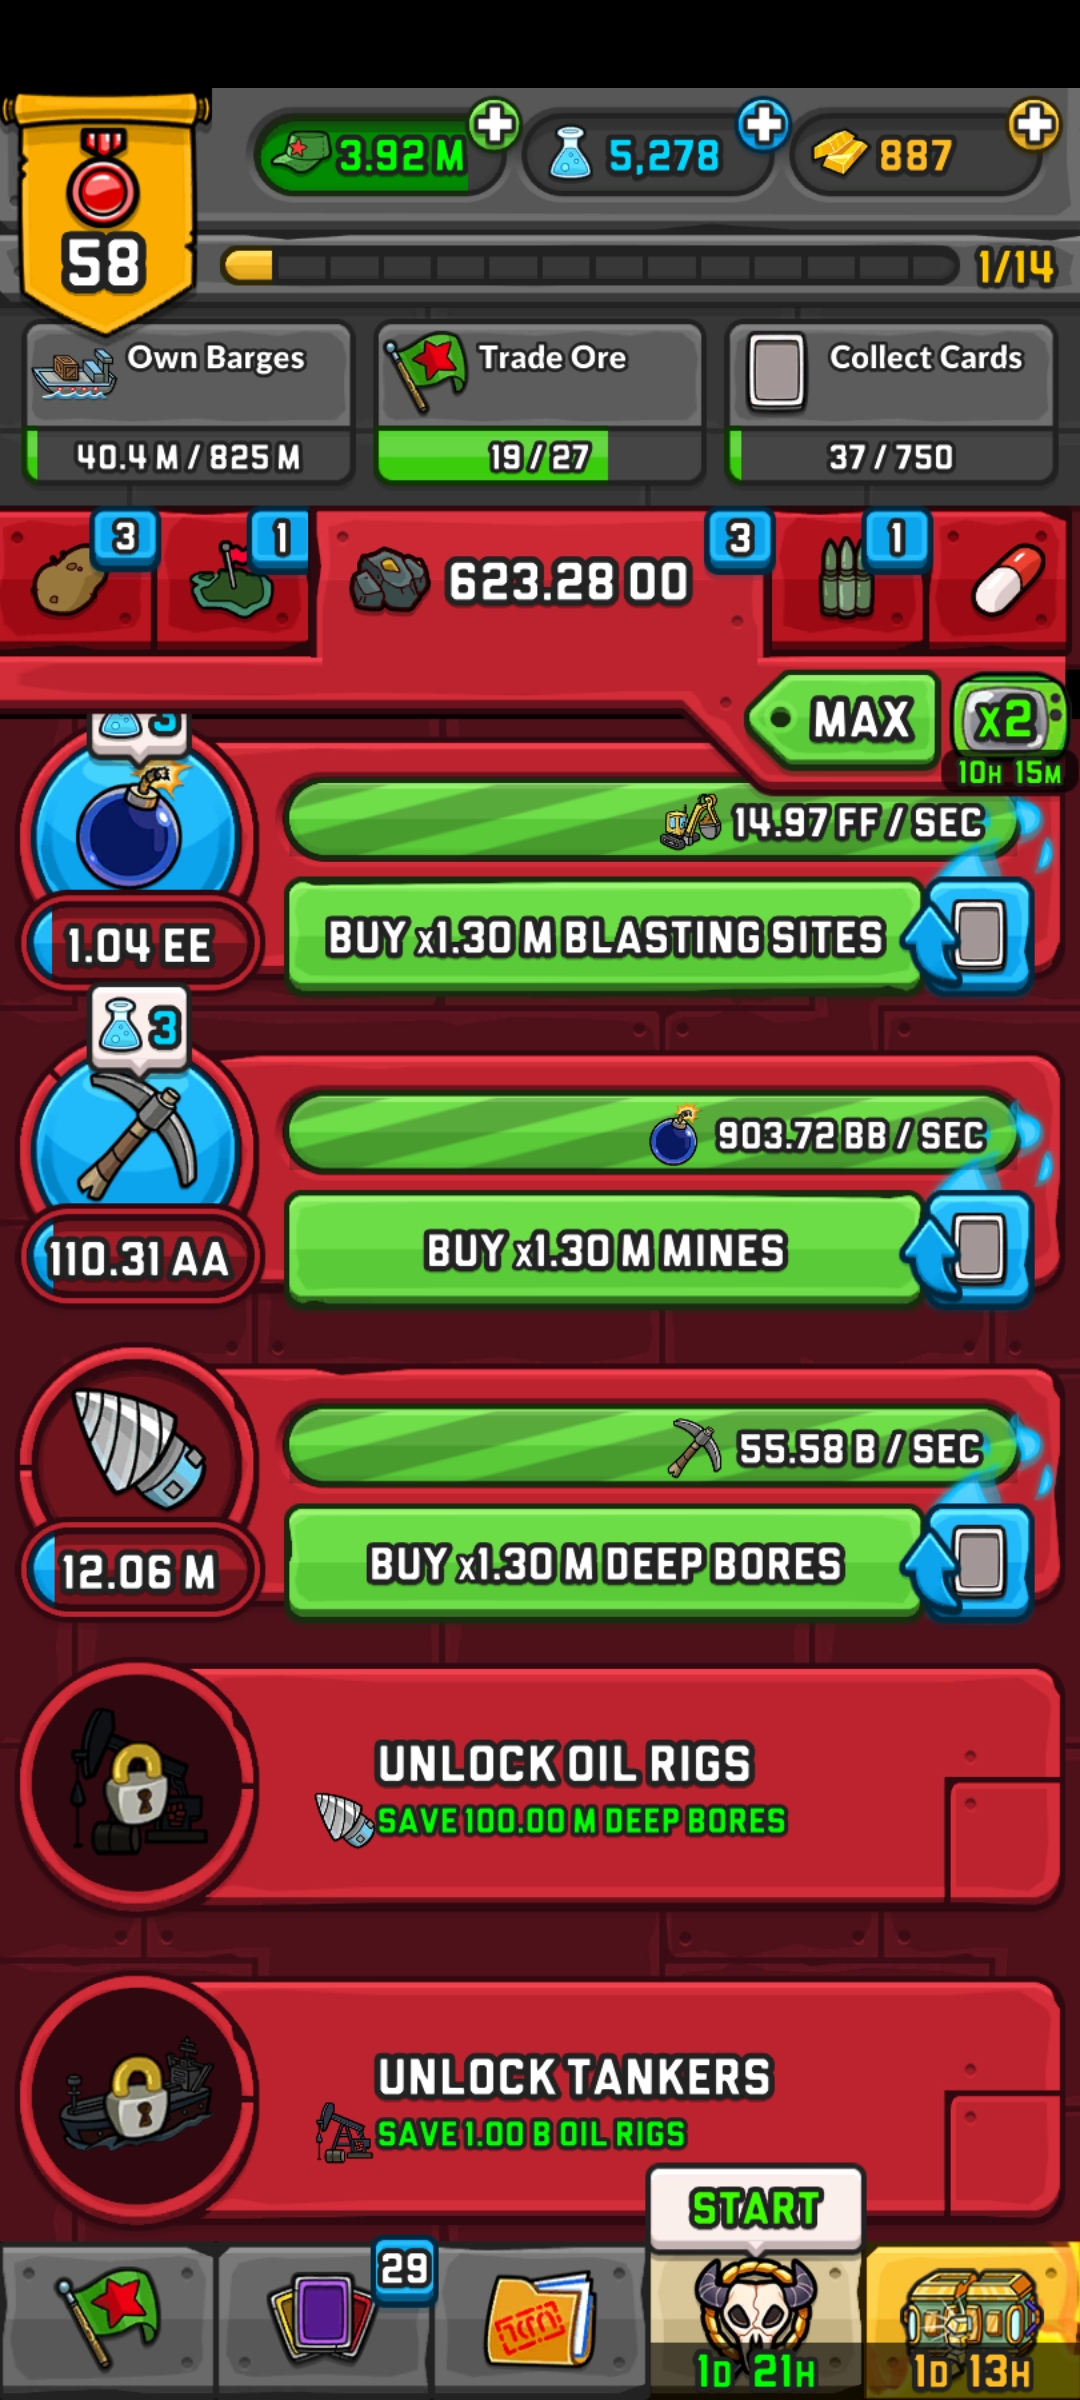 3.92 M
5,278
887
58
1/14
Own Barges
Trade Ore
Collect Cards
40.4 M / 825 M
19 / 27
37 / 750
3
1
623.28 OO
3
1
MAX
x2
10H 15M
3
14.97 FF / SEC
1.04 EE
BUY x1.30 M BLASTING SITES
3
903.72 BB / SEC
110.31 AA
BUY x1.30 M MINES
55.58 B / SEC
12.06 M
BUY x1.30 M DEEP BORES
UNLOCK OIL RIGS
SAVE 100.00 M DEEP BORES
UNLOCK TANKERS
SAVE 1.00 B OIL RIGS
START
29
1D 21H
1D 13H